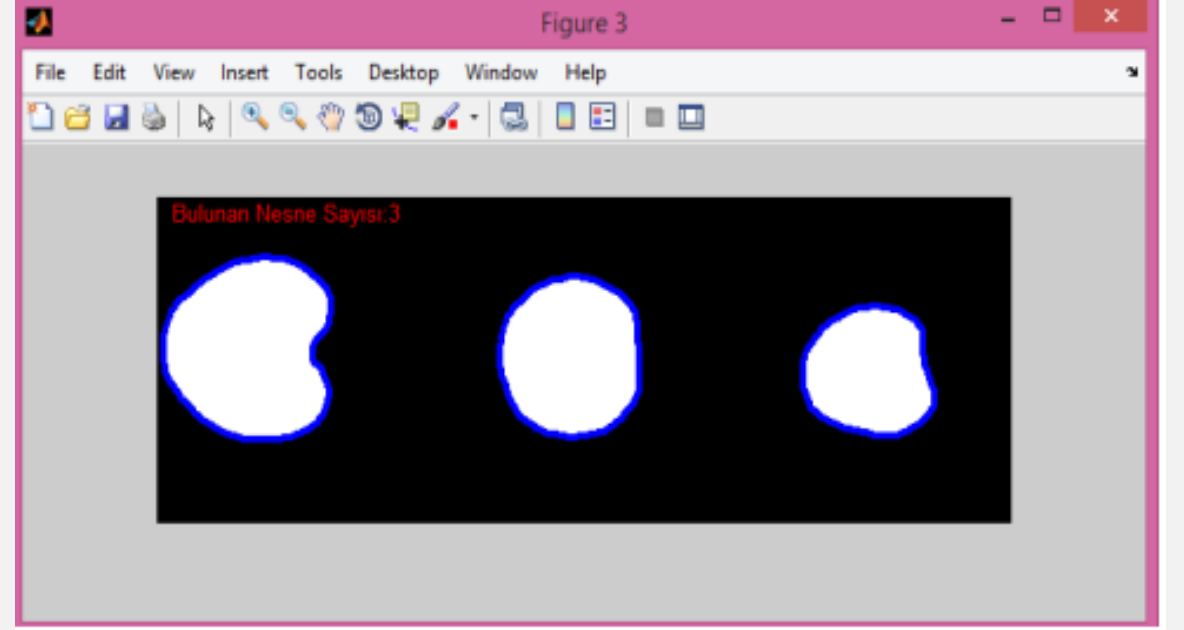 Figure 3
File Edit View Insert Tools Desktop Window Help
Bulunan Nesne Sayısı:3